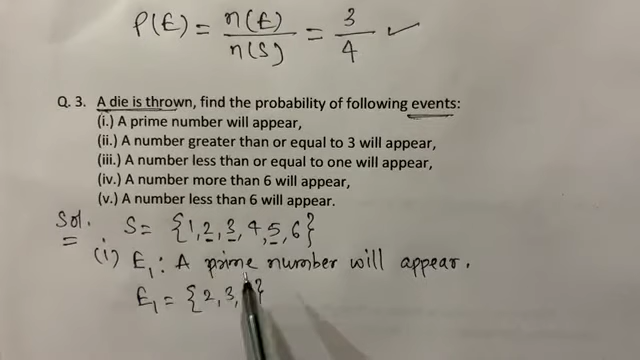 P(E) = n(E) / n(S) = 3 / 4 ✓
Q. 3. A die is thrown, find the probability of following events:
(i.) A prime number will appear,
(ii.) A number greater than or equal to 3 will appear,
(iii.) A number less than or equal to one will appear,
(iv.) A number more than 6 will appear,
(v.) A number less than 6 will appear.
Sol. S = {1, 2, 3, 4, 5, 6}
(i) E₁ : A prime number will appear.
E₁ = {2, 3, }